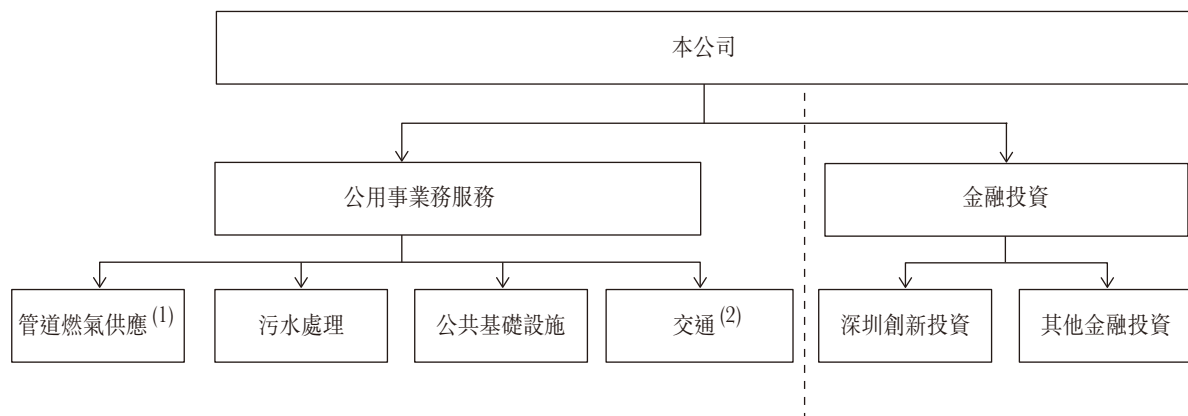 本公司
公用事業務服務
金融投資
管道燃氣供應(1)
污水處理
公共基礎設施
交通(2)
深圳創新投資
其他金融投資